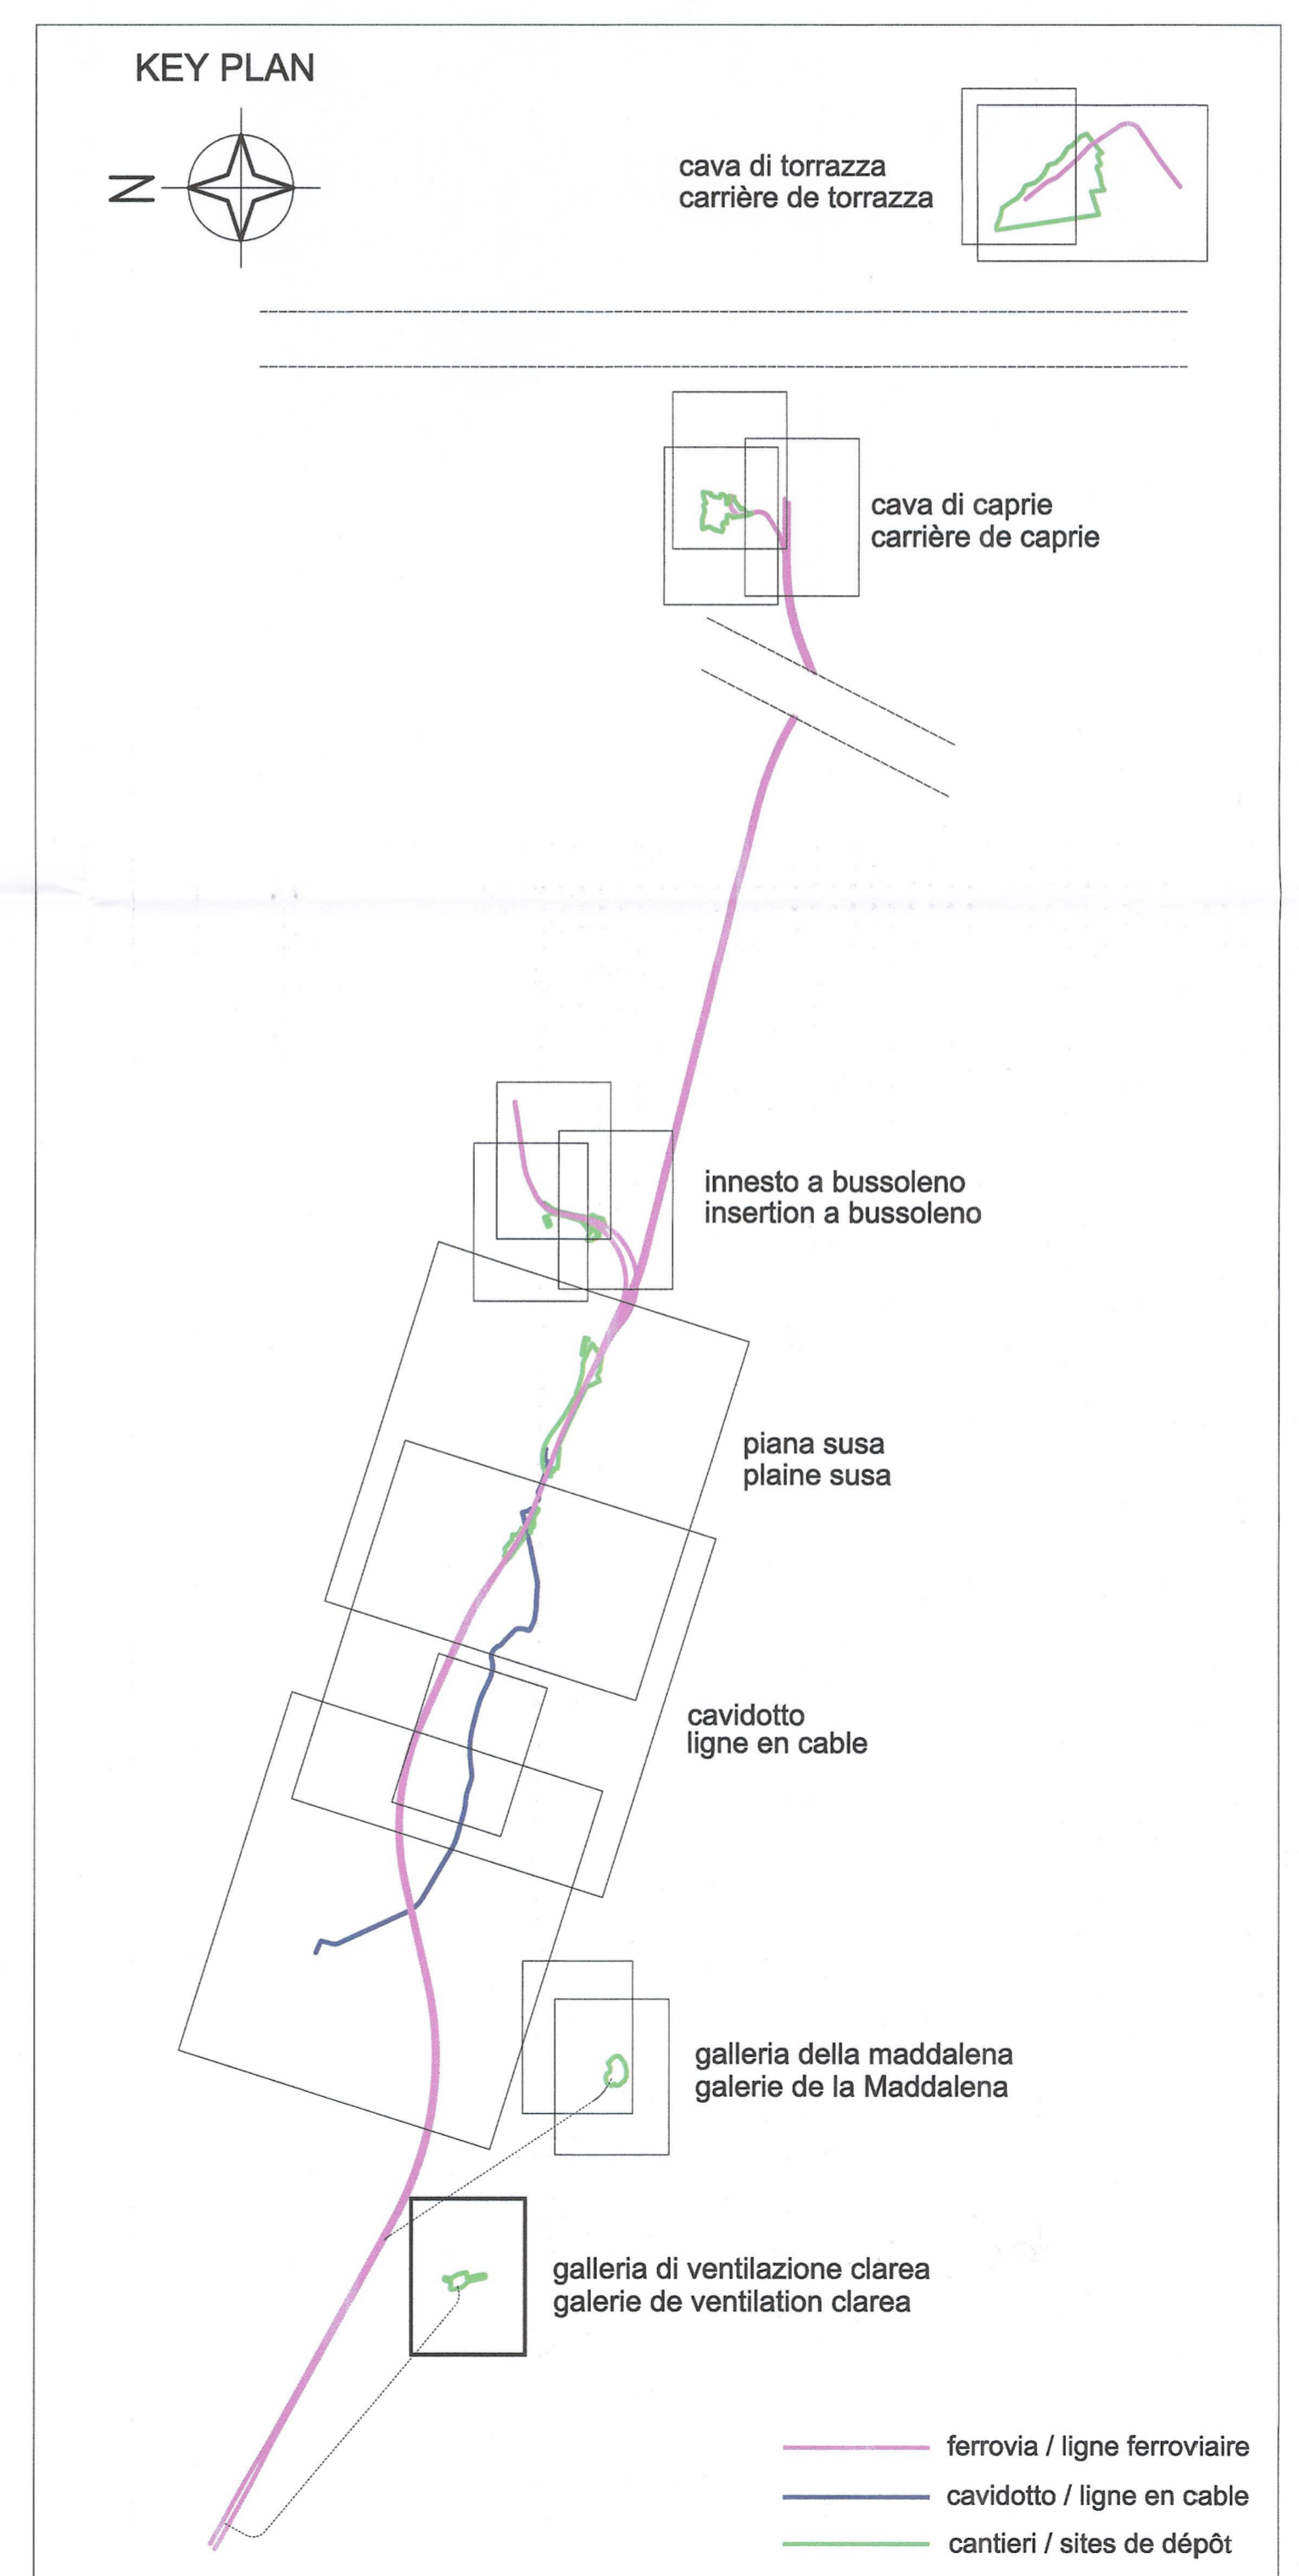 KEY PLAN
N
cava di torrazza
carrière de torrazza
cava di caprie
carrière de caprie
innesto a bussoleno
insertion a bussoleno
piana susa
plaine susa
cavidotto
ligne en cable
galleria della maddalena
galerie de la Maddalena
galleria di ventilazione clarea
galerie de ventilation clarea
ferrovia / ligne ferroviaire
cavidotto / ligne en cable
cantieri / sites de dépôt